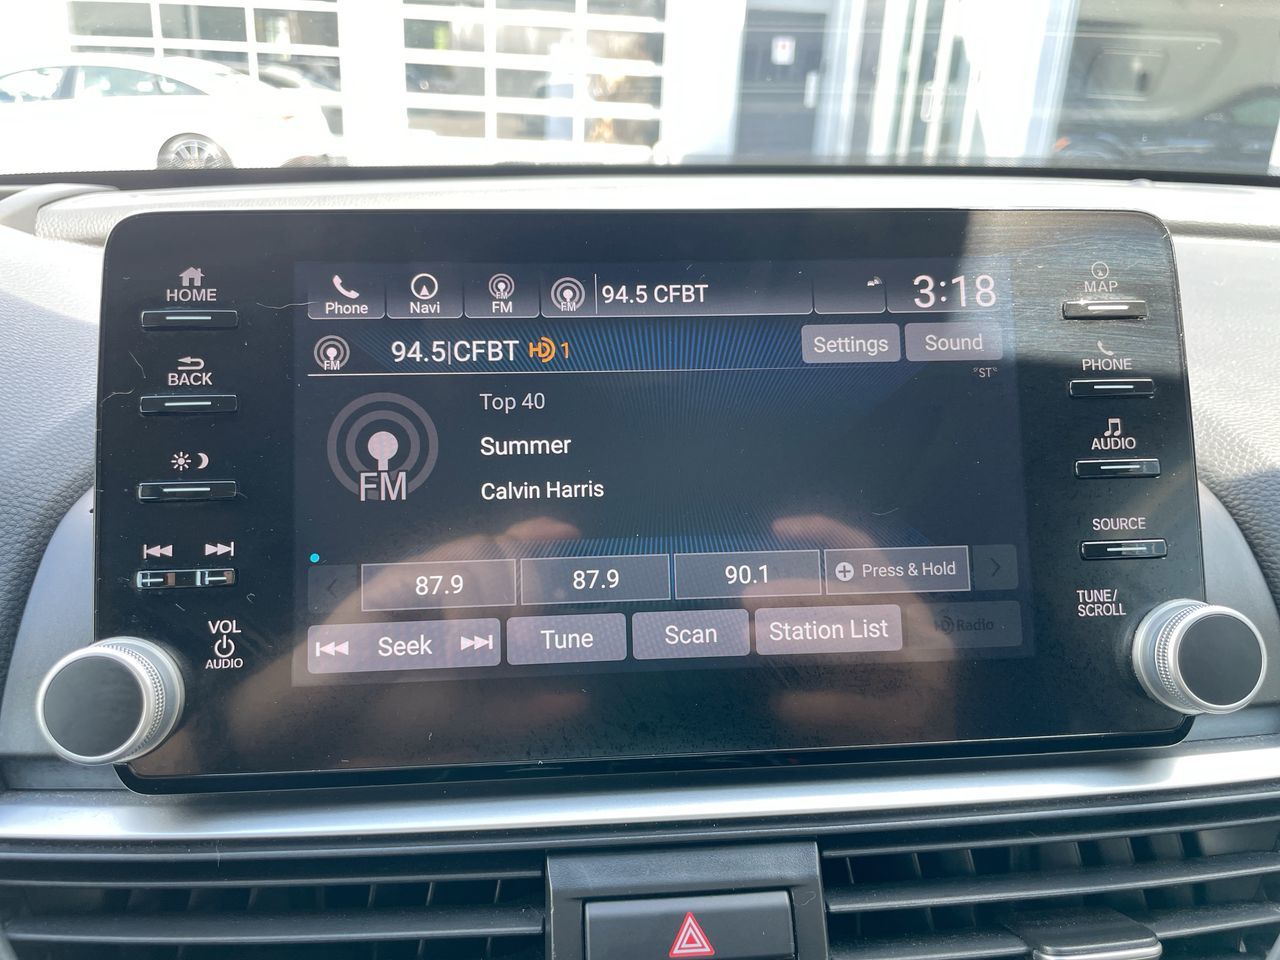 HOME
BACK
VOL
AUDIO
Phone
Navi
FM
FM
94.5 CFBT
3:18
FM
94.5|CFBT HD 1
Settings
Sound
"ST"
FM
Top 40
Summer
Calvin Harris
87.9
87.9
90.1
Press & Hold
Seek
Tune
Scan
Station List
HD Radio
MAP
PHONE
AUDIO
SOURCE
TUNE/
SCROLL